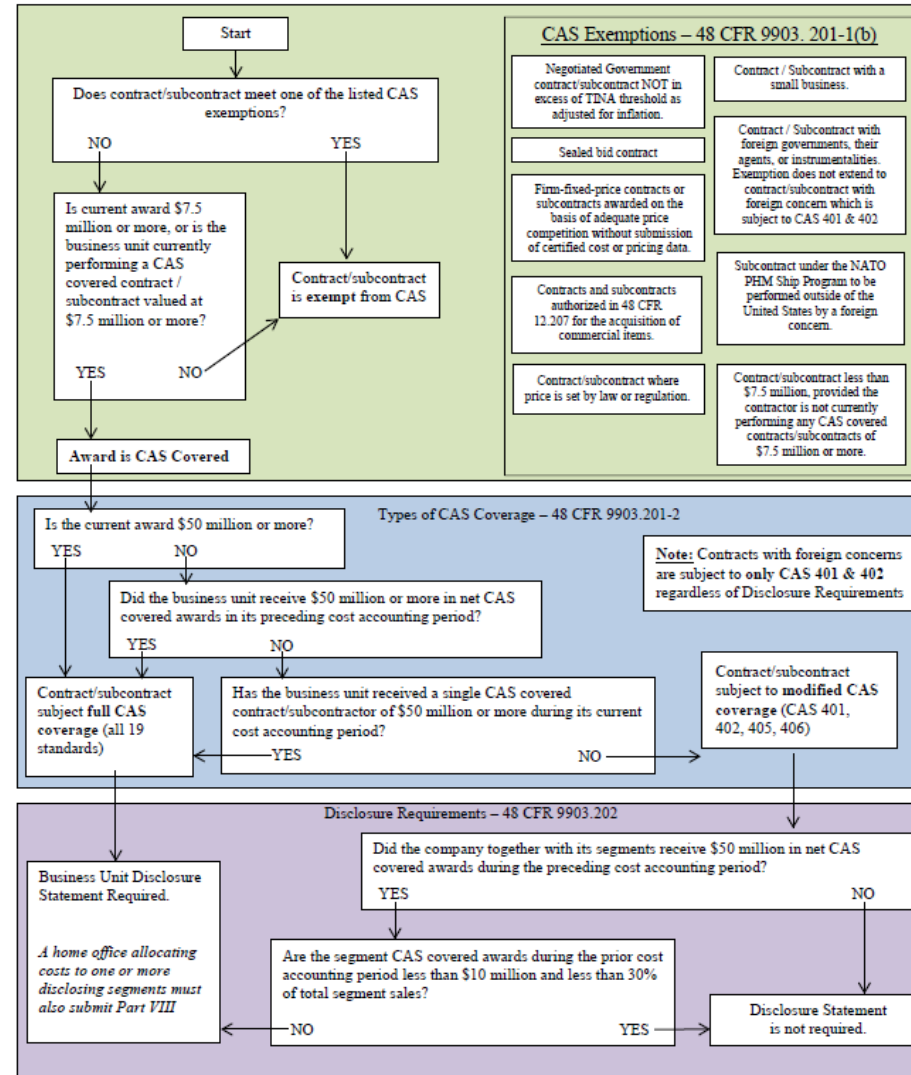 Start
Does contract/subcontract meet one of the listed CAS
exemptions?
NO
YES
Is current award $7.5
million or more, or is the
business unit currently
performing a CAS
covered contract /
subcontract valued at
$7.5 million or more?
YES
NO
Contract/subcontract
is exempt from CAS
Award is CAS Covered
CAS Exemptions – 48 CFR 9903. 201-1(b)
Negotiated Government
contract/subcontract NOT in
excess of TINA threshold as
adjusted for inflation.
Sealed bid contract
Firm-fixed-price contracts or
subcontracts awarded on the
basis of adequate price
competition without submission
of certified cost or pricing data.
Contracts and subcontracts
authorized in 48 CFR
12.207 for the acquisition of
commercial items.
Contract/subcontract where
price is set by law or regulation.
Contract / Subcontract with a
small business.
Contract / Subcontract with
foreign governments, their
agents, or instrumentalities.
Exemption does not extend to
contract/subcontract with
foreign concern which is
subject to CAS 401 & 402
Subcontract under the NATO
PHM Ship Program to be
performed outside of the
United States by a foreign
concern.
Contract/subcontract less than
$7.5 million, provided the
contractor is not currently
performing any CAS covered
contracts/subcontracts of
$7.5 million or more.
Types of CAS Coverage – 48 CFR 9903.201-2
Is the current award $50 million or more?
YES
NO
Note: Contracts with foreign concerns
are subject to only CAS 401 & 402
regardless of Disclosure Requirements
Did the business unit receive $50 million or more in net CAS
covered awards in its preceding cost accounting period?
YES
NO
Contract/subcontract
subject full CAS
coverage (all 19
standards)
Has the business unit received a single CAS covered
contract/subcontractor of $50 million or more during its current
cost accounting period?
YES
NO
Contract/subcontract
subject to modified CAS
coverage (CAS 401,
402, 405, 406)
Disclosure Requirements – 48 CFR 9903.202
Did the company together with its segments receive $50 million in net CAS
covered awards during the preceding cost accounting period?
YES
NO
Business Unit Disclosure
Statement Required.
A home office allocating
costs to one or more
disclosing segments must
also submit Part VIII
Are the segment CAS covered awards during the prior cost
accounting period less than $10 million and less than 30%
of total segment sales?
NO
YES
Disclosure Statement
is not required.